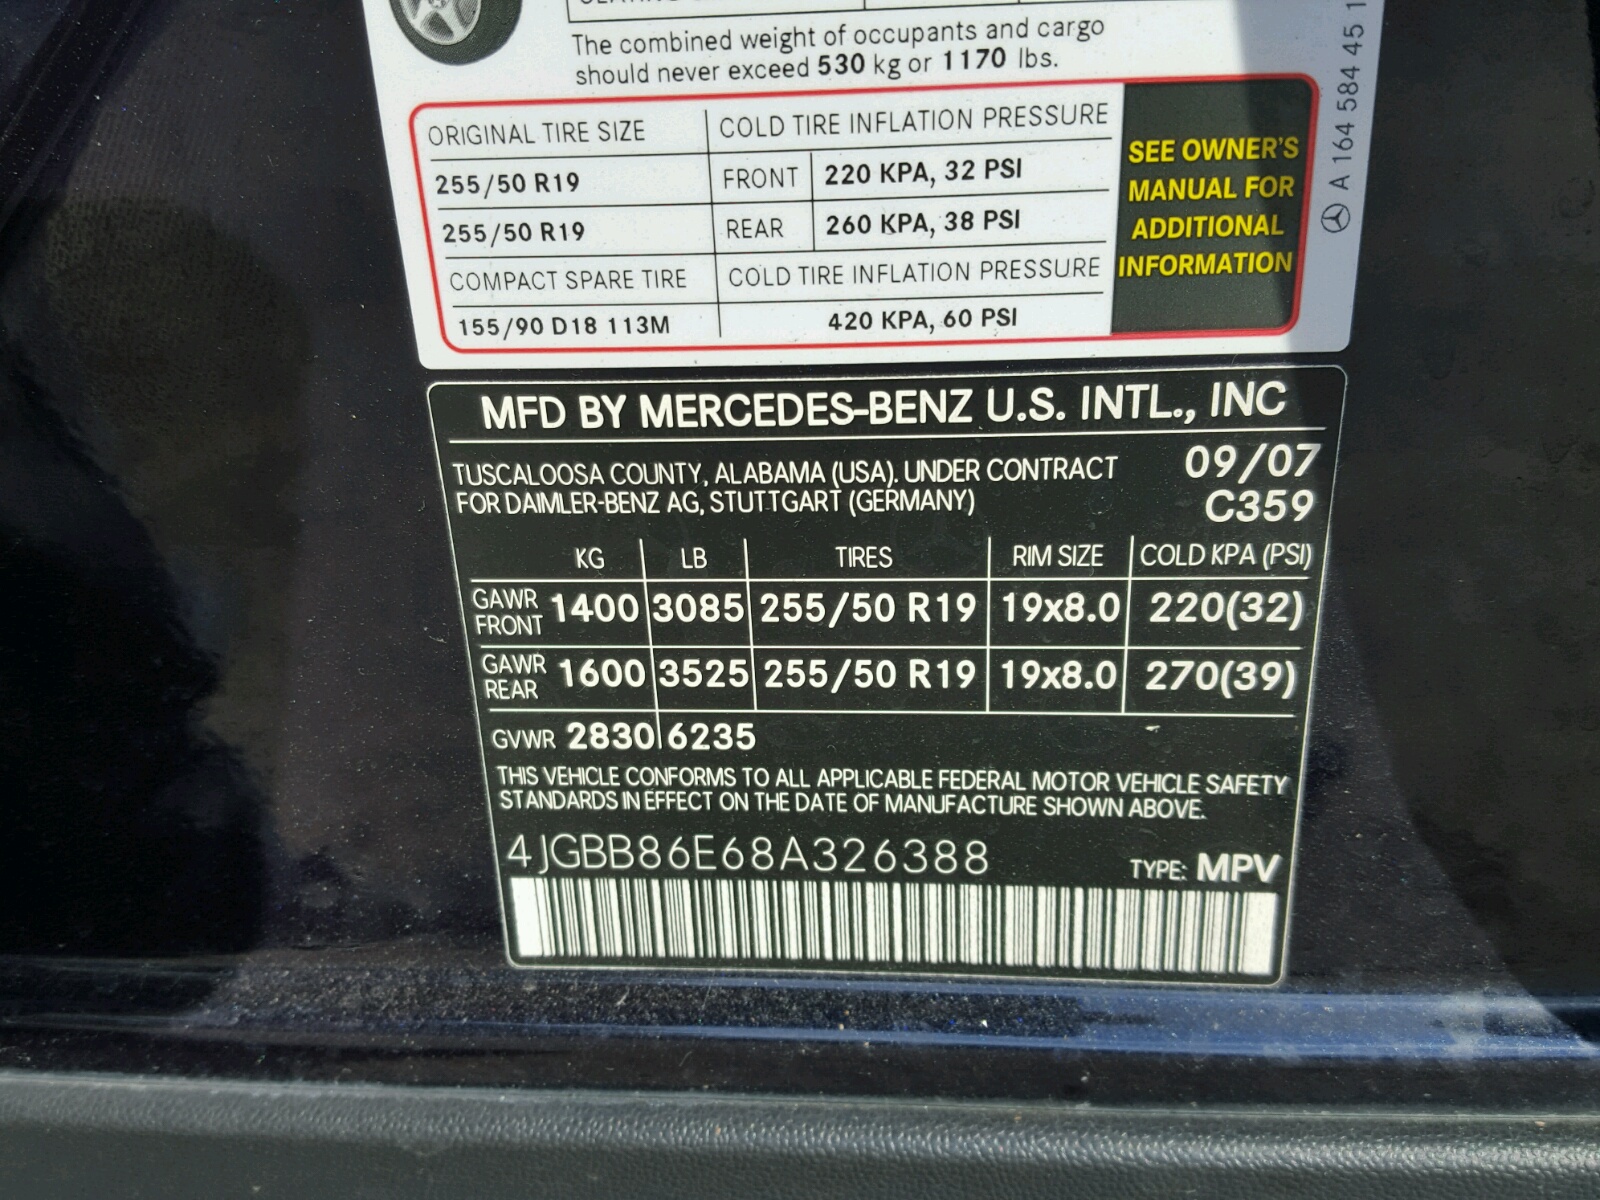 The combined weight of occupants and cargo
should never exceed 530 kg or 1170 lbs.
ORIGINAL TIRE SIZE COLD TIRE INFLATION PRESSURE
255/50 R19 FRONT 220 KPA, 32 PSI
255/50 R19 REAR 260 KPA, 38 PSI
COMPACT SPARE TIRE COLD TIRE INFLATION PRESSURE
155/90 D18 113M 420 KPA, 60 PSI
SEE OWNER'S
MANUAL FOR
ADDITIONAL
INFORMATION
A 164 584 45 1
MFD BY MERCEDES-BENZ U.S. INTL., INC
TUSCALOOSA COUNTY, ALABAMA (USA). UNDER CONTRACT 09/07
FOR DAIMLER-BENZ AG, STUTTGART (GERMANY) C359
KG LB TIRES RIM SIZE COLD KPA (PSI)
GAWR FRONT 1400 3085 255/50 R19 19x8.0 220(32)
GAWR REAR 1600 3525 255/50 R19 19x8.0 270(39)
GVWR 2830 6235
THIS VEHICLE CONFORMS TO ALL APPLICABLE FEDERAL MOTOR VEHICLE SAFETY
STANDARDS IN EFFECT ON THE DATE OF MANUFACTURE SHOWN ABOVE.
4JGBB86E68A326388 TYPE: MPV